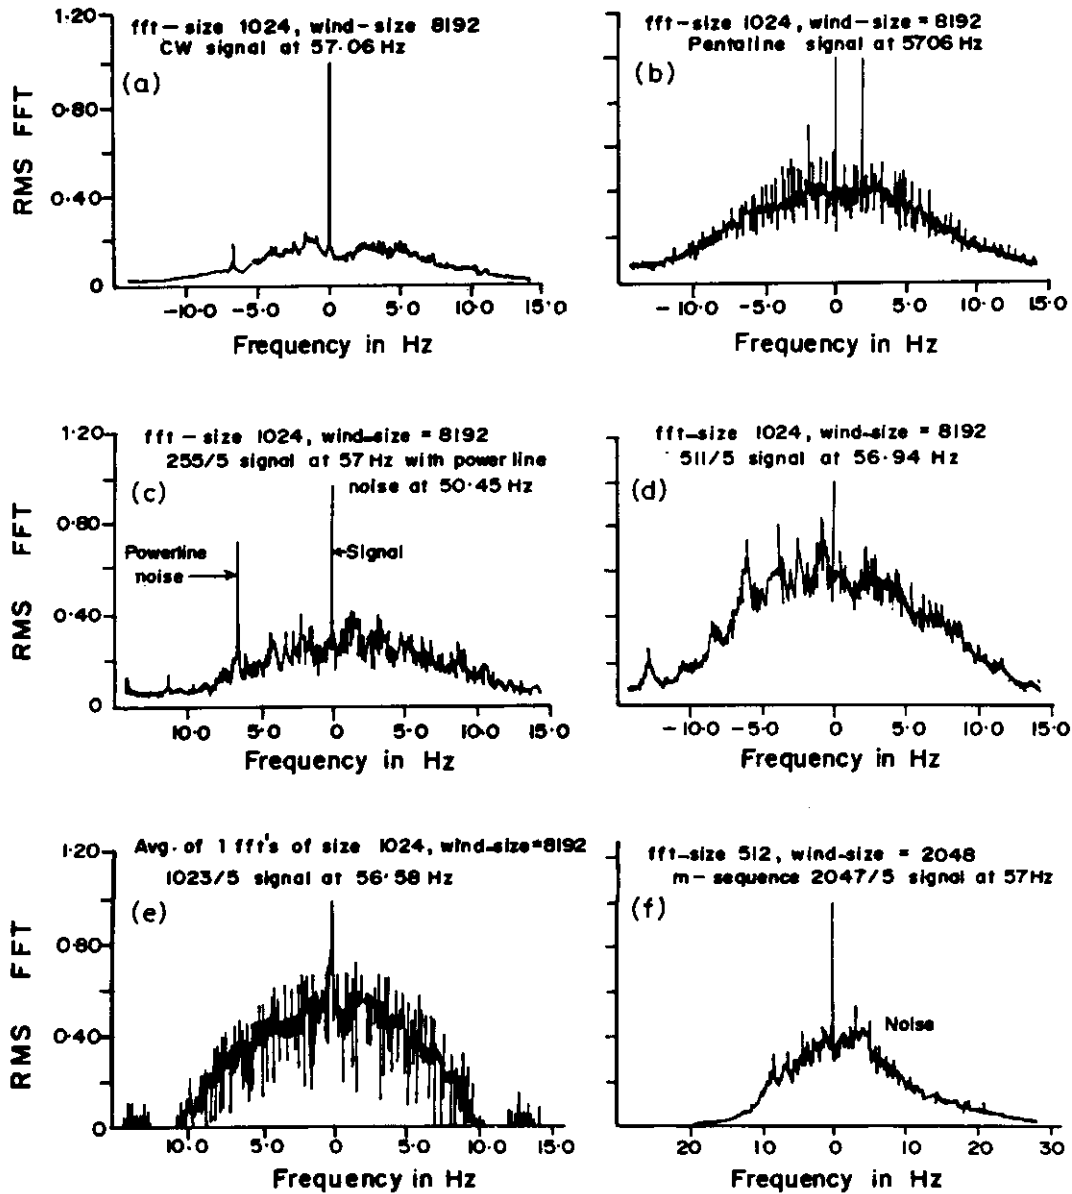 fft-size 1024, wind-size 8192
CW signal at 57·06 Hz
(a)
RMS FFT
1·20
0·80
0·40
0
-10·0 -5·0 0 5·0 10·0 15·0
Frequency in Hz
fft-size 1024, wind-size = 8192
Pentaline signal at 5706 Hz
(b)
-10·0 -5·0 0 5·0 10·0 15·0
Frequency in Hz
fft-size 1024, wind-size = 8192
255/5 signal at 57 Hz with power line
noise at 50·45 Hz
(c)
Powerline
noise
Signal
RMS FFT
1·20
0·80
0·40
0
10·0 5·0 0 5·0 10·0 15·0
Frequency in Hz
fft-size 1024, wind-size = 8192
511/5 signal at 56·94 Hz
(d)
-10·0 -5·0 0 5·0 10·0 15·0
Frequency in Hz
Avg. of 1 fft's of size 1024, wind-size=8192
1023/5 signal at 56·58 Hz
(e)
RMS FFT
1·20
0·80
0·40
0
10·0 5·0 0 5·0 10·0 15·0
Frequency in Hz
fft-size 512, wind-size = 2048
m-sequence 2047/5 signal at 57Hz
(f)
Noise
20 10 0 10 20 30
Frequency in Hz